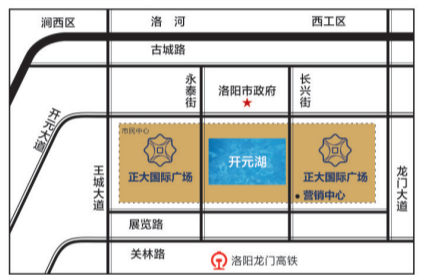 涧西区
洛河
西工区
古城路
永泰街
洛阳市政府
长兴街
开元大道
市民中心
正大国际广场
开元湖
正大国际广场
营销中心
王城大道
龙门大道
展览路
关林路
洛阳龙门高铁